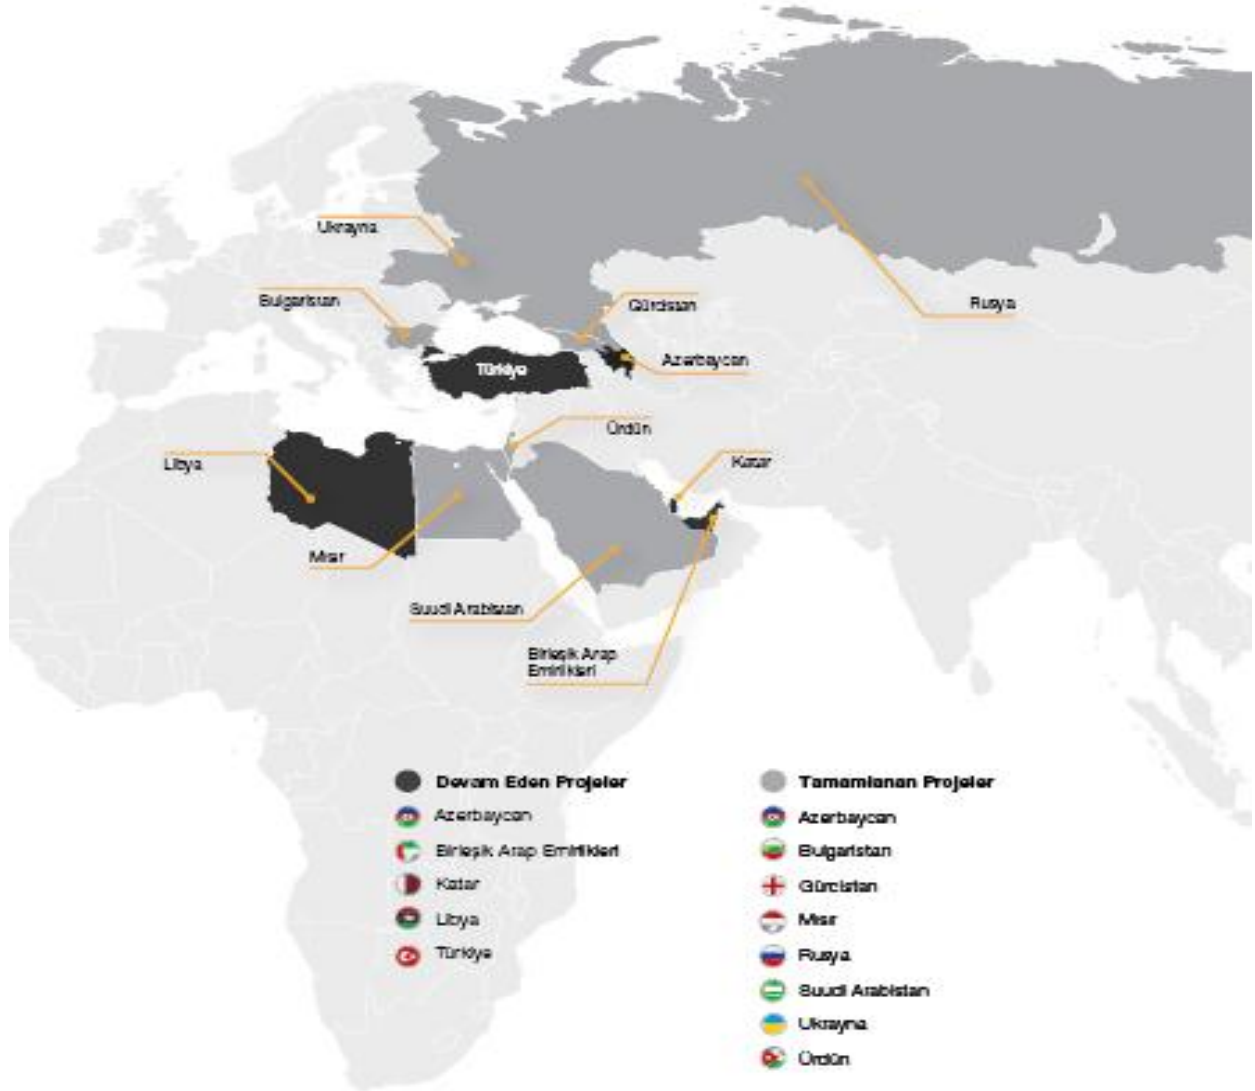 Ukrayna
Bulgaristan
Gürcistan
Rusya
Azerbaycan
Türkiye
Ürdün
Libya
Katar
Mısır
Suudi Arabistan
Birleşik Arap
Emirlikleri
Devam Eden Projeler
Azerbaycan
Birleşik Arap Emirlikleri
Katar
Libya
Türkiye
Tamamlanan Projeler
Azerbaycan
Bulgaristan
Gürcistan
Mısır
Rusya
Suudi Arabistan
Ukrayna
Ürdün